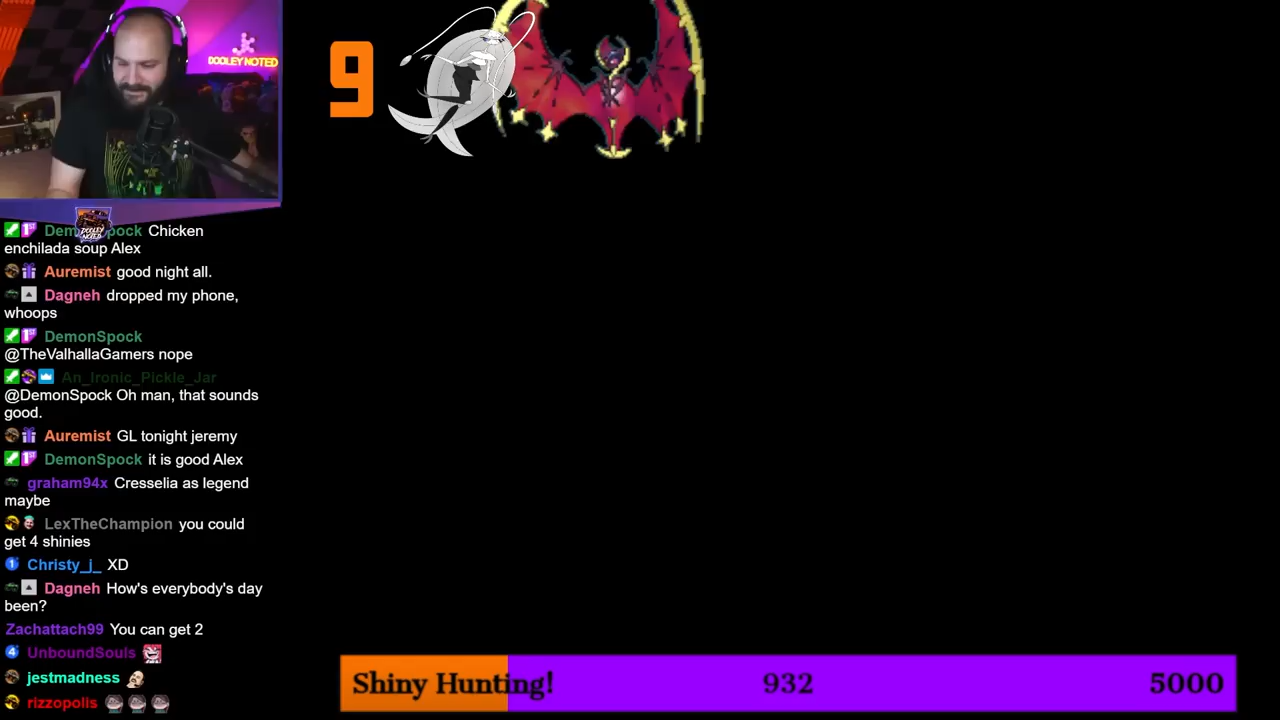 DOOLEY NOTED
9
DOOLEY
NOTED
DemonSpock Chicken
enchilada soup Alex
Auremist good night all.
Dagneh dropped my phone,
whoops
DemonSpock
@TheValhallaGamers nope
An_Ironic_Pickle_Jar
@DemonSpock Oh man, that sounds
good.
Auremist GL tonight jeremy
DemonSpock it is good Alex
graham94x Cresselia as legend
maybe
LexTheChampion you could
get 4 shinies
Christy_j_ XD
Dagneh How's everybody's day
been?
Zachattach99 You can get 2
UnboundSouls
jestmadness
rizzopolis
Shiny Hunting! 932 5000